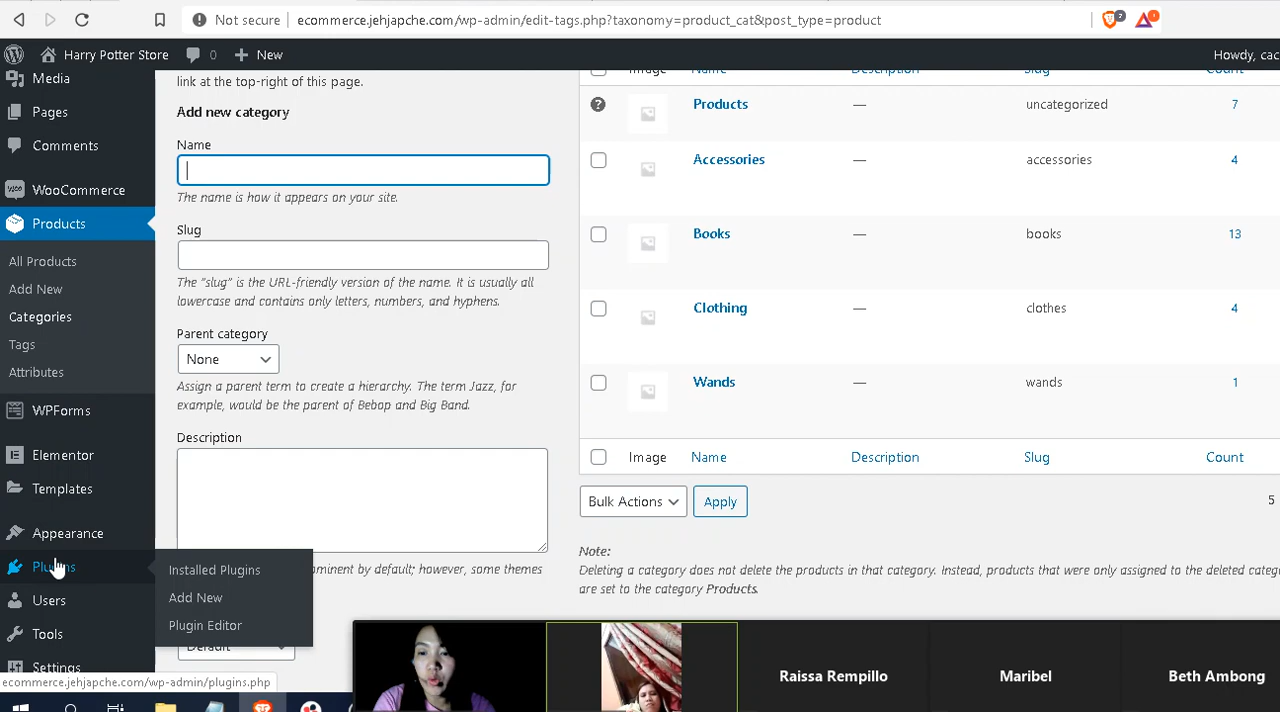 Not secure ecommerce.jehjapche.com/wp-admin/edit-tags.php?taxonomy=product_cat&post_type=product
Harry Potter Store 0 New Howdy, cac
Media
Pages
Comments
WooCommerce
Products
All Products
Add New
Categories
Tags
Attributes
WPForms
Elementor
Templates
Appearance
Plugins
Users
Tools
Settings
Installed Plugins
Add New
Plugin Editor
link at the top-right of this page.
Add new category
Name
The name is how it appears on your site.
Slug
The "slug" is the URL-friendly version of the name. It is usually all
lowercase and contains only letters, numbers, and hyphens.
Parent category
None
Assign a parent term to create a hierarchy. The term Jazz, for
example, would be the parent of Bebop and Big Band.
Description
ominent by default; however, some themes
Default
Image Name Description Slug Count
Products — uncategorized 7
Accessories — accessories 4
Books — books 13
Clothing — clothes 4
Wands — wands 1
Image Name Description Slug Count
Bulk Actions Apply 5
Note:
Deleting a category does not delete the products in that category. Instead, products that were only assigned to the deleted categ
are set to the category Products.
ecommerce.jehjapche.com/wp-admin/plugins.php
Raissa Rempillo Maribel Beth Ambong